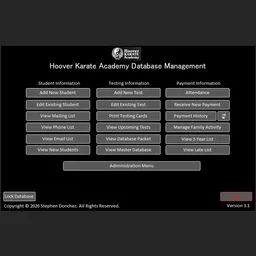 Hoover
KARATE
Academy
Hoover Karate Academy Database Management
Student Information Testing Information Payment Information
Add New Student Add New Test Attendance
Edit Existing Student Edit Existing Test Receive New Payment
View Mailing List Print Testing Cards Payment History
View Phone List View Upcoming Tests Manage Family Activity
View Email List View Database Packet View 5 Year List
View New Students View Master Database View Late List
Administration Menu
Lock Database
Copyright © 2020 Stephen Donchez. All Rights Reserved. Version 3.1